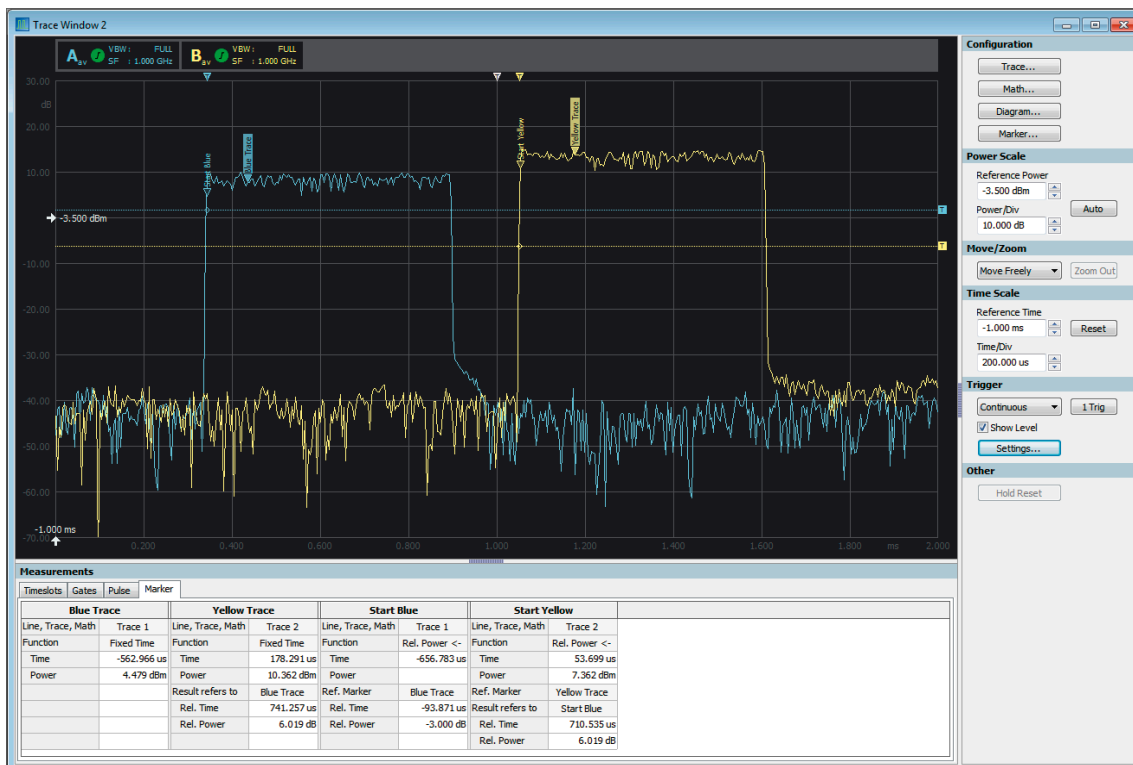 Trace Window 2
A av VBW : FULL
SF : 1.000 GHz
B av VBW : FULL
SF : 1.000 GHz
30.00
dB
20.00
10.00
-3.500 dBm
-10.00
-20.00
-30.00
-40.00
-50.00
-60.00
-70.00
-1.000 ms
Start Blue
Blue Trace
Start Yellow
Yellow Trace
T
T
0.200 0.400 0.600 0.800 1.000 1.200 1.400 1.600 1.800 ms 2.000
Configuration
Trace...
Math...
Diagram...
Marker...
Power Scale
Reference Power
-3.500 dBm
Power/Div
10.000 dB
Auto
Move/Zoom
Move Freely Zoom Out
Time Scale
Reference Time
-1.000 ms Reset
Time/Div
200.000 us
Trigger
Continuous 1 Trig
Show Level
Settings...
Other
Hold Reset
Measurements
Timeslots Gates Pulse Marker
Blue Trace Yellow Trace Start Blue Start Yellow
Line, Trace, Math Trace 1 Line, Trace, Math Trace 2 Line, Trace, Math Trace 1 Line, Trace, Math Trace 2
Function Fixed Time Function Fixed Time Function Rel. Power <- Function Rel. Power <-
Time -562.966 us Time 178.291 us Time -656.783 us Time 53.699 us
Power 4.479 dBm Power 10.362 dBm Power Power 7.362 dBm
Result refers to Blue Trace Ref. Marker Blue Trace Ref. Marker Yellow Trace
Rel. Time 741.257 us Rel. Time -93.871 us Result refers to Start Blue
Rel. Power 6.019 dB Rel. Power -3.000 dB Rel. Time 710.535 us
Rel. Power 6.019 dB